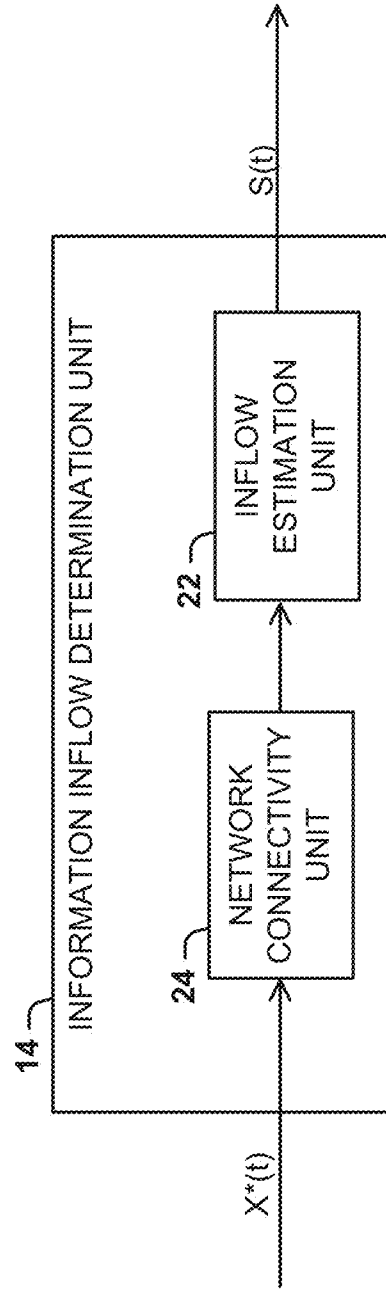 14
INFORMATION INFLOW DETERMINATION UNIT
X*(t)
24
NETWORK
CONNECTIVITY
UNIT
22
INFLOW
ESTIMATION
UNIT
S(t)